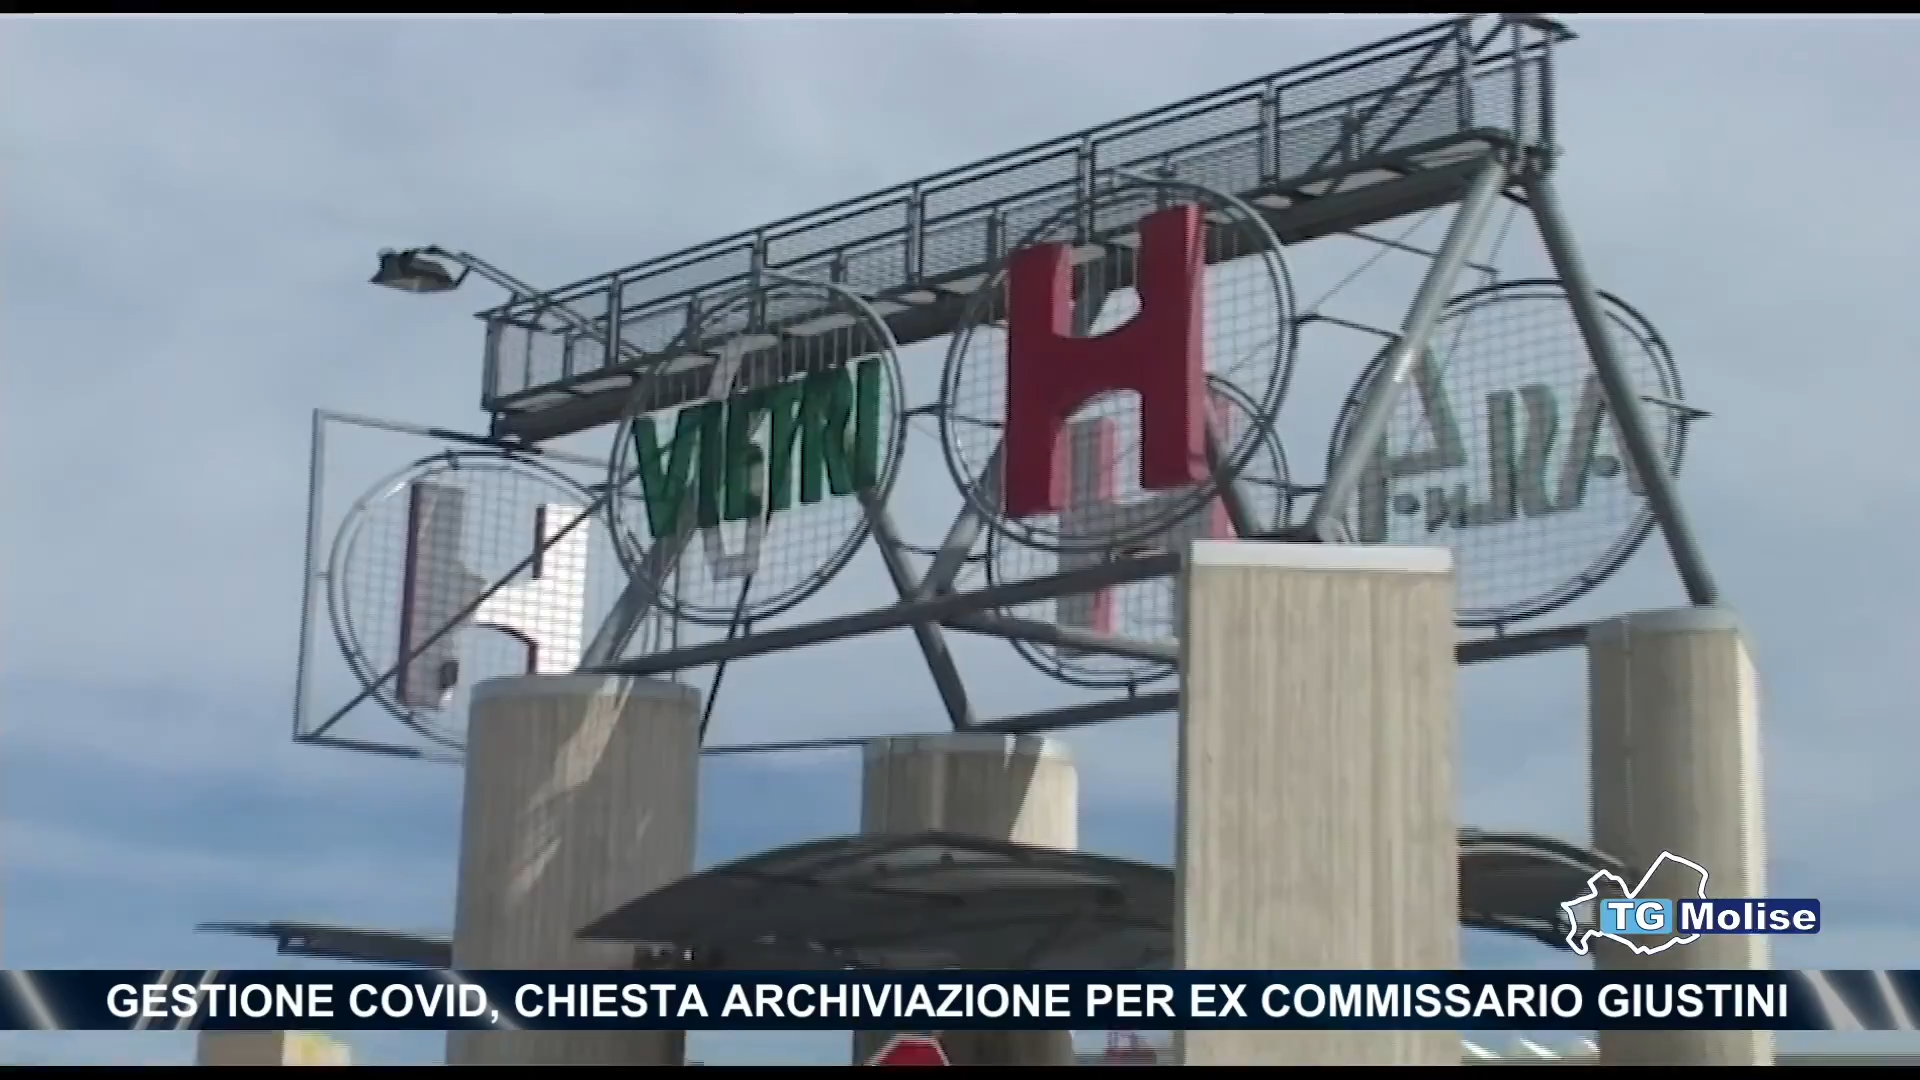 VIETRI
H
H
H
TG Molise
GESTIONE COVID, CHIESTA ARCHIVIAZIONE PER EX COMMISSARIO GIUSTINI